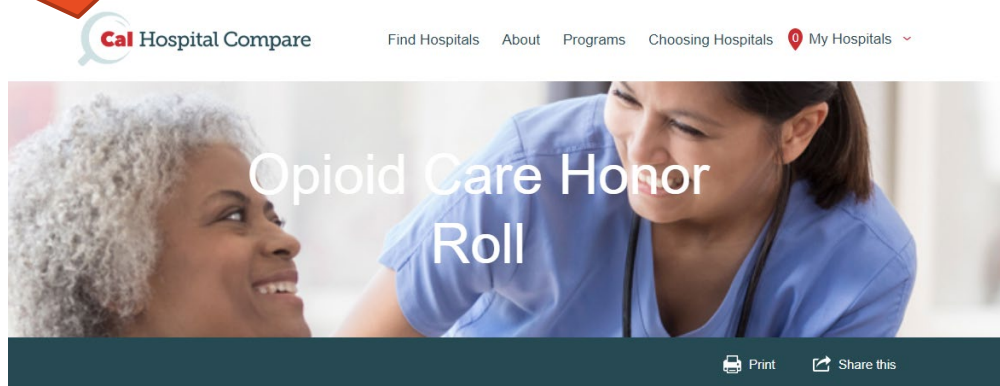 Cal Hospital Compare
Find Hospitals About Programs Choosing Hospitals 0 My Hospitals
Opioid Care Honor
Roll
Print Share this